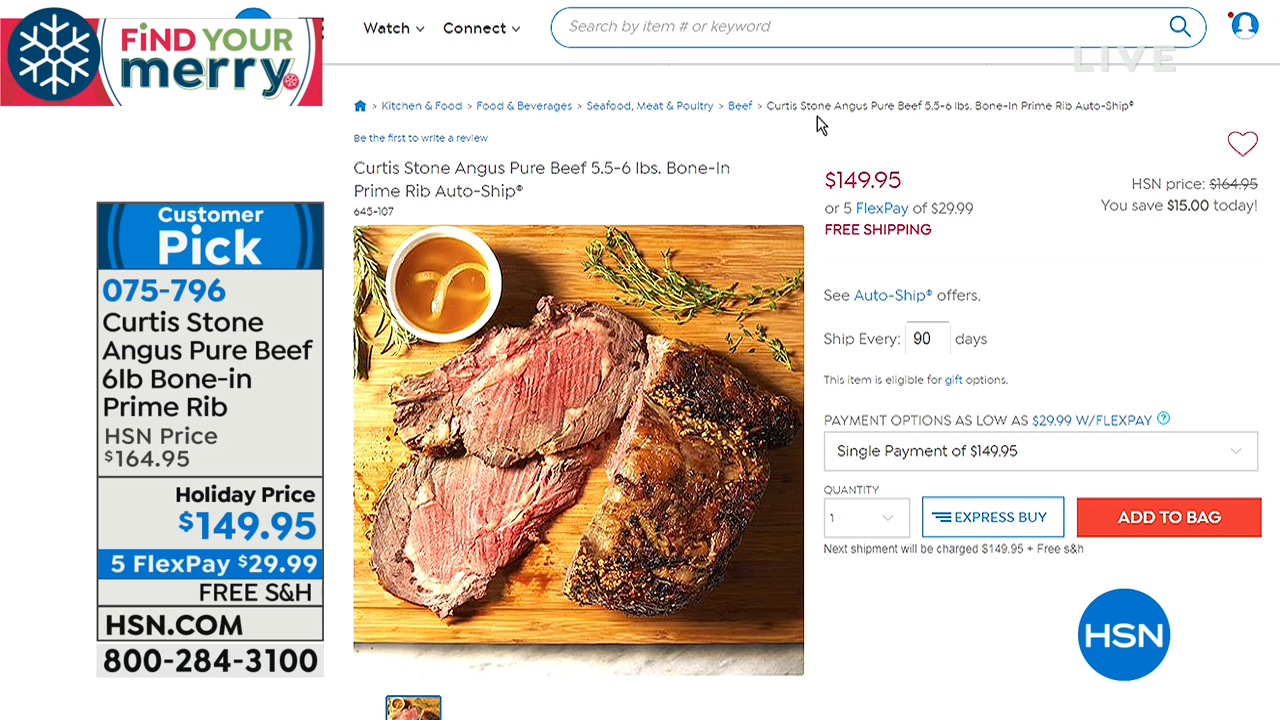 FiND YOUR
merry.
Watch
Connect
Search by item # or keyword
LIVE
> Kitchen & Food > Food & Beverages > Seafood, Meat & Poultry > Beef > Curtis Stone Angus Pure Beef 5.5-6 lbs. Bone-In Prime Rib Auto-Ship®
Be the first to write a review
Curtis Stone Angus Pure Beef 5.5-6 lbs. Bone-In
Prime Rib Auto-Ship®
645-107
$149.95
HSN price: $164.95
or 5 FlexPay of $29.99
You save $15.00 today!
FREE SHIPPING
See Auto-Ship® offers.
Ship Every: 90 days
This item is eligible for gift options.
PAYMENT OPTIONS AS LOW AS $29.99 W/FLEXPAY ?
Single Payment of $149.95
QUANTITY
1
EXPRESS BUY
ADD TO BAG
Next shipment will be charged $149.95 + Free s&h
Customer
Pick
075-796
Curtis Stone
Angus Pure Beef
6lb Bone-in
Prime Rib
HSN Price
$164.95
Holiday Price
$149.95
5 FlexPay $29.99
FREE S&H
HSN.COM
800-284-3100
HSN